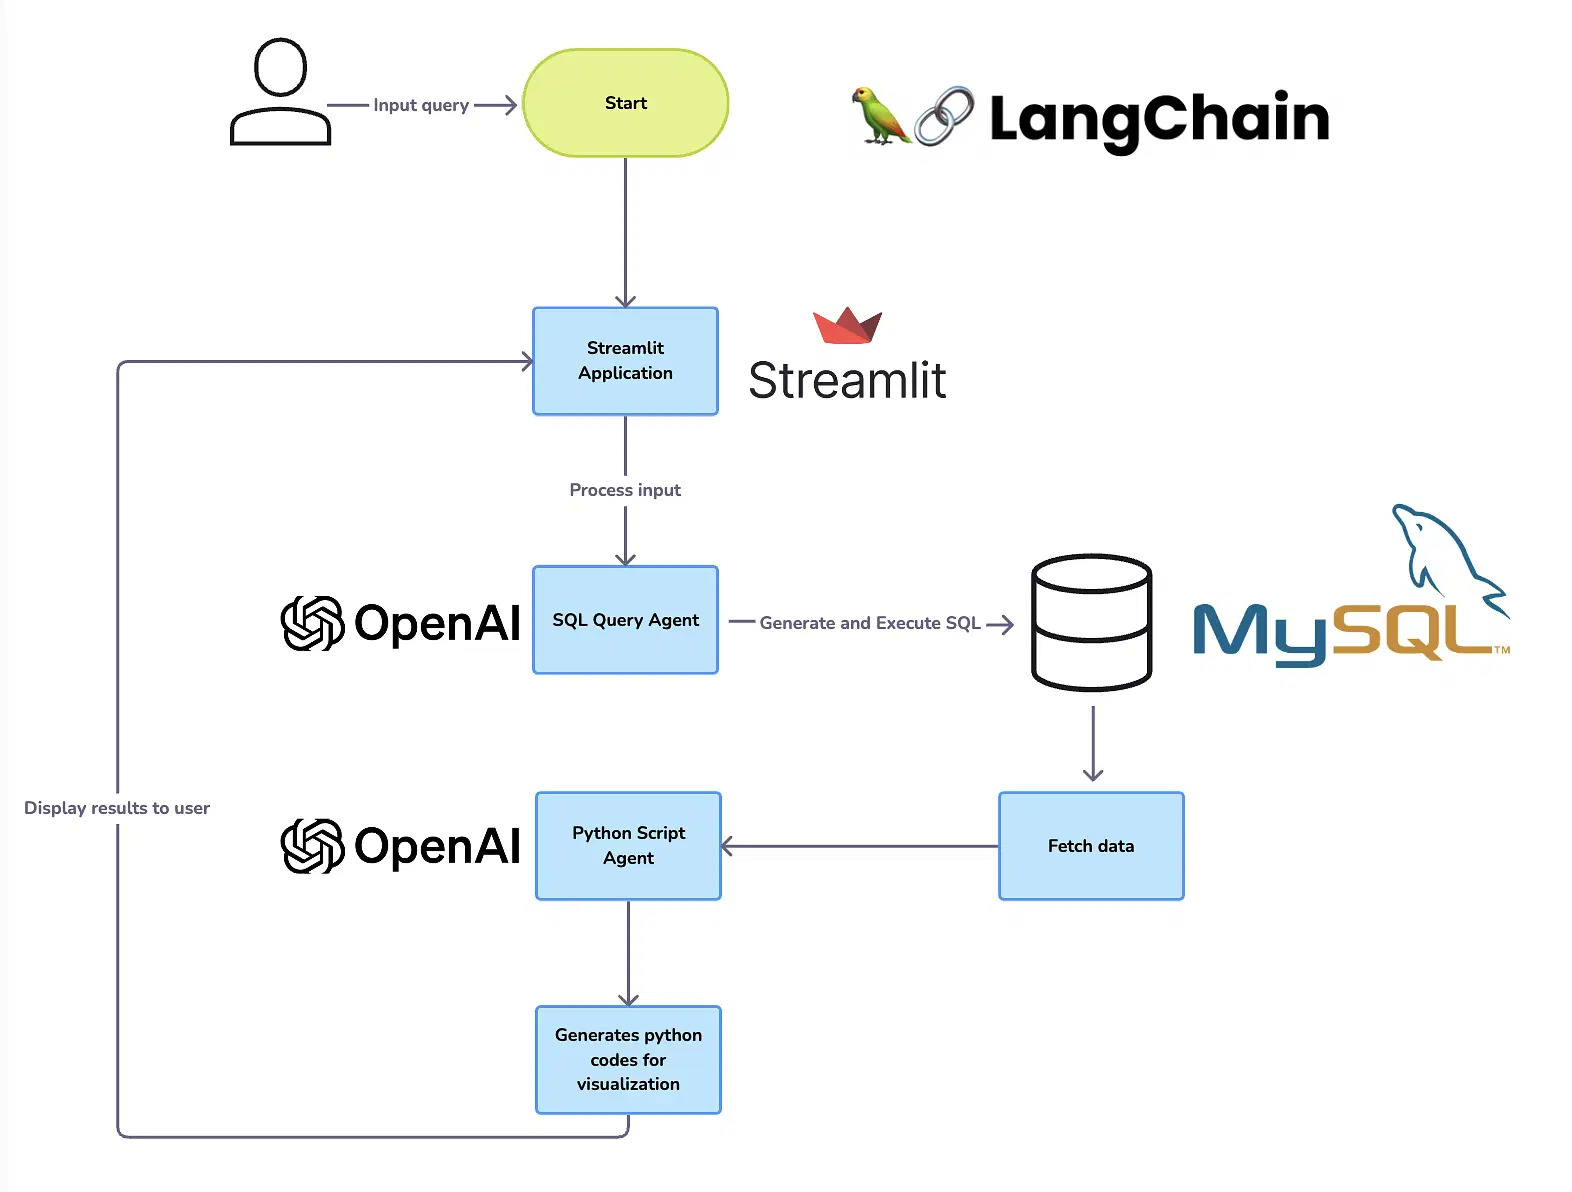 Input query
Start
LangChain
Streamlit
Application
Streamlit
Process input
OpenAI
SQL Query Agent
Generate and Execute SQL
MySQL™
Display results to user
OpenAI
Python Script
Agent
Fetch data
Generates python
codes for
visualization